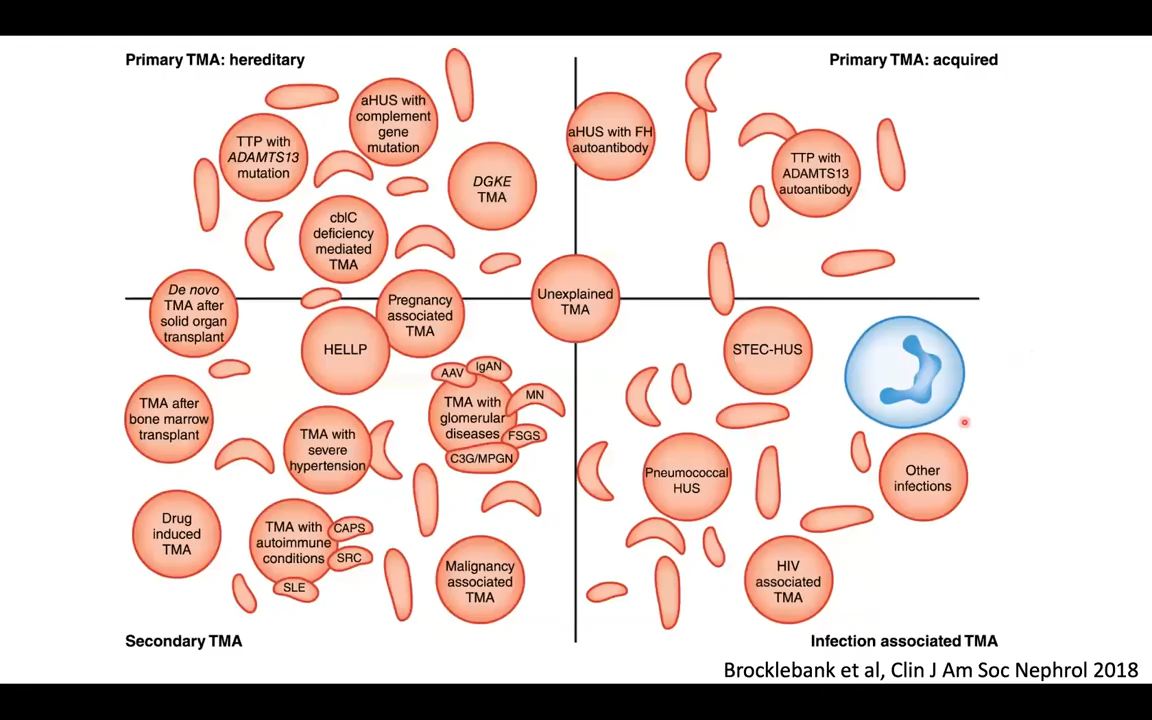 Primary TMA: hereditary
Primary TMA: acquired
aHUS with
complement
gene
mutation
TTP with
ADAMTS13
mutation
DGKE
TMA
cblC
deficiency
mediated
TMA
aHUS with FH
autoantibody
TTP with
ADAMTS13
autoantibody
De novo
TMA after
solid organ
transplant
Pregnancy
associated
TMA
Unexplained
TMA
HELLP
STEC-HUS
AAV
IgAN
MN
TMA with
glomerular
diseases
FSGS
C3G/MPGN
TMA after
bone marrow
transplant
TMA with
severe
hypertension
Pneumococcal
HUS
Other
infections
Drug
induced
TMA
TMA with
autoimmune
conditions
CAPS
SRC
SLE
Malignancy
associated
TMA
HIV
associated
TMA
Secondary TMA
Infection associated TMA
Brocklebank et al, Clin J Am Soc Nephrol 2018